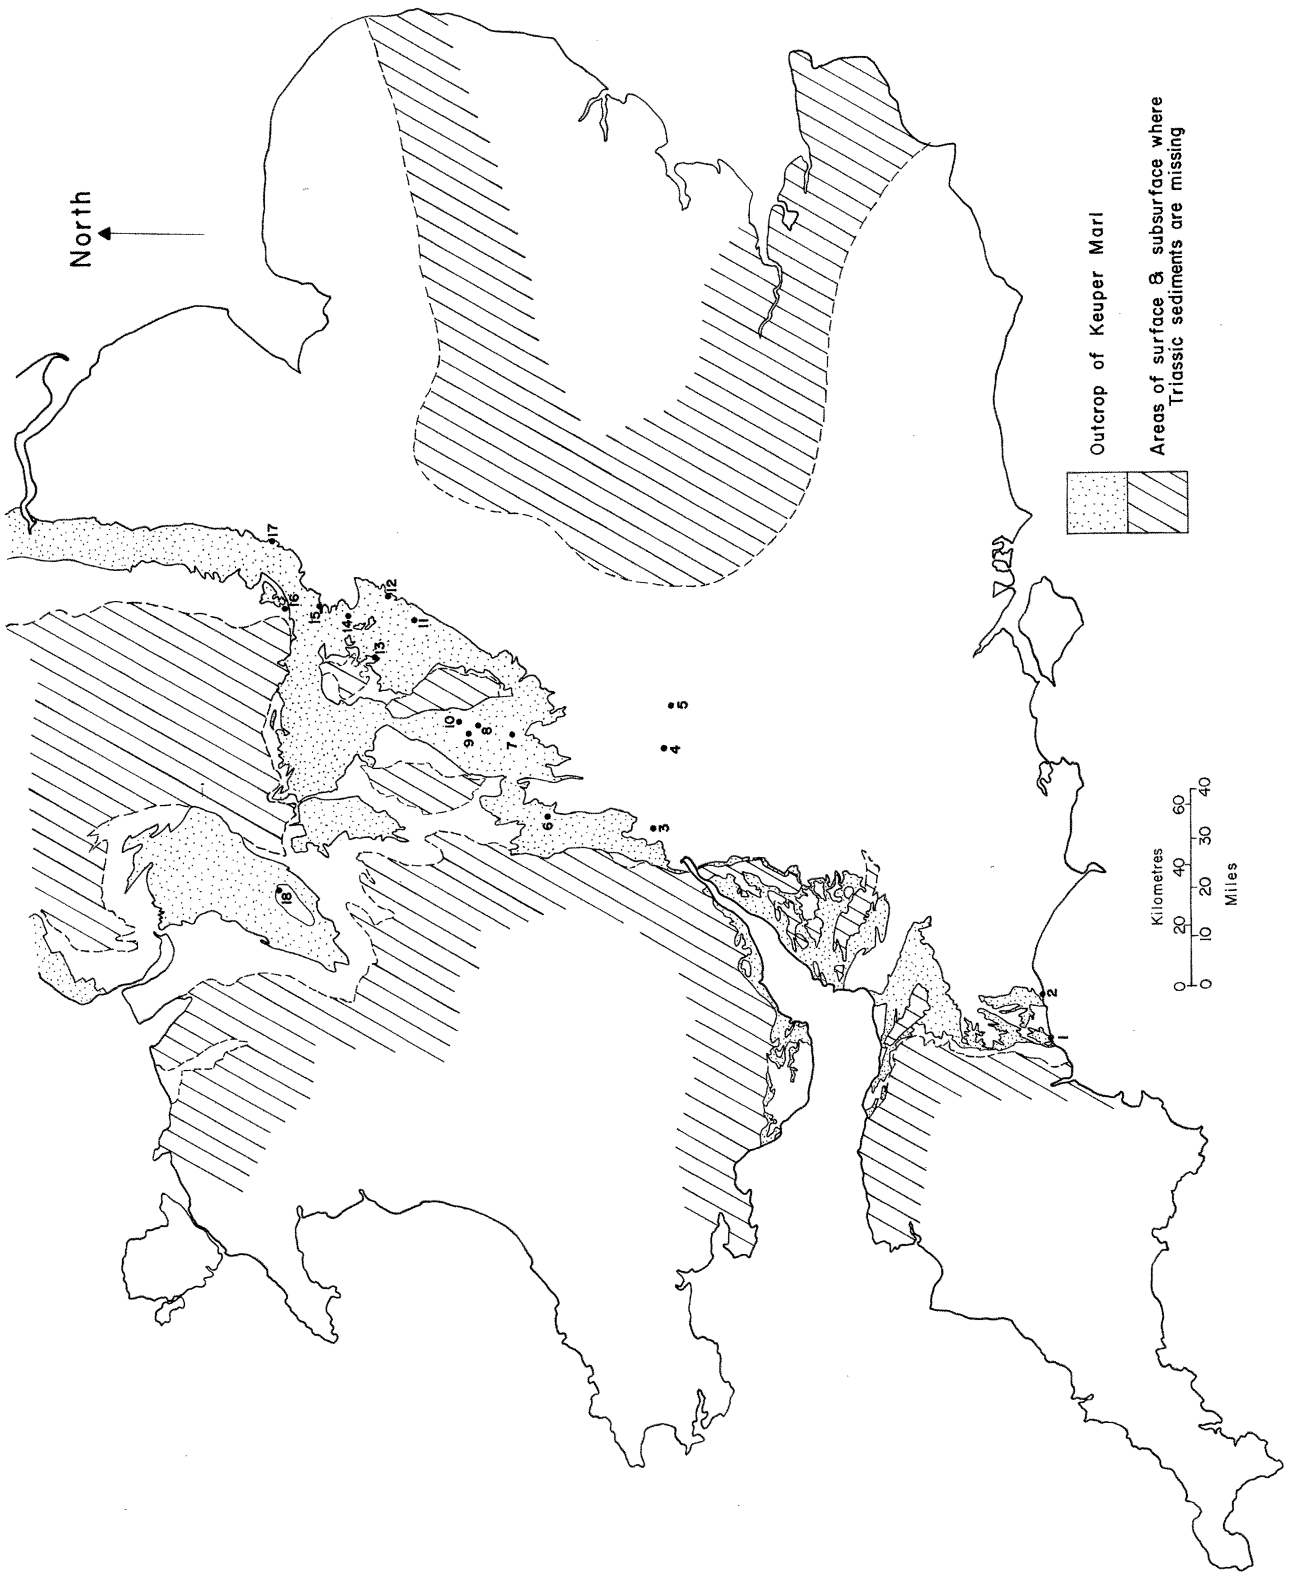 North
17
16
15
14
12
13
11
10
9
8
7
5
4
6
3
18
2
1
Outcrop of Keuper Marl
Areas of surface & subsurface where
Triassic sediments are missing
Kilometres
0 20 40 60
0 10 20 30 40
Miles